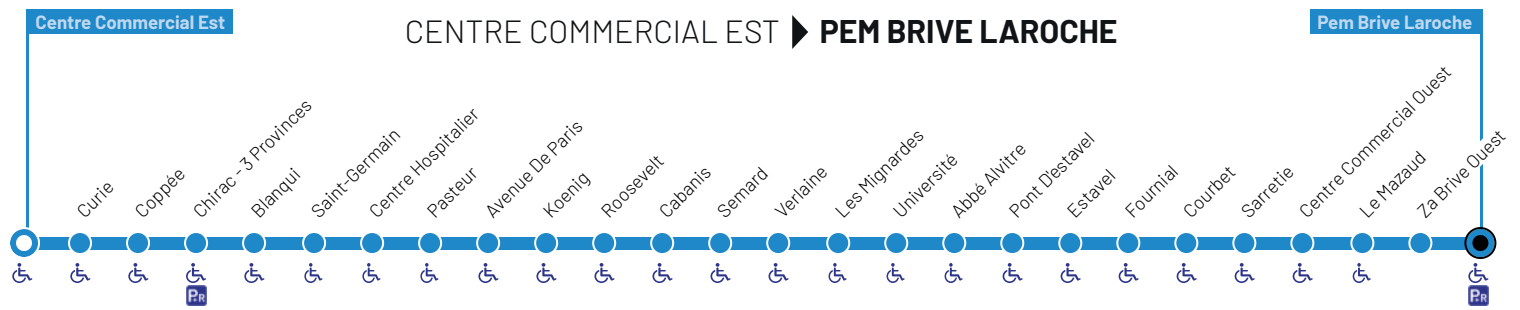 Centre Commercial Est
CENTRE COMMERCIAL EST PEM BRIVE LAROCHE
Pem Brive Laroche
Curie
Coppée
Chirac - 3 Provinces
Blanqui
Saint-Germain
Centre Hospitalier
Pasteur
Avenue De Paris
Koenig
Roosevelt
Cabanis
Semard
Verlaine
Les Mignardes
Université
Abbé Alvitre
Pont D'estavel
Estavel
Fournial
Courbet
Sarretie
Centre Commercial Ouest
Le Mazaud
Za Brive Ouest
P+R
P+R